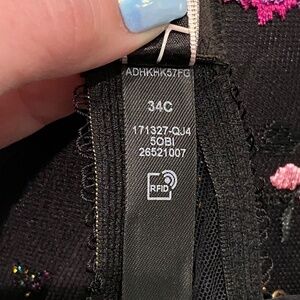 ADHKHK57FG
34C
171327-QJ4
5OBI
26521007
RFID